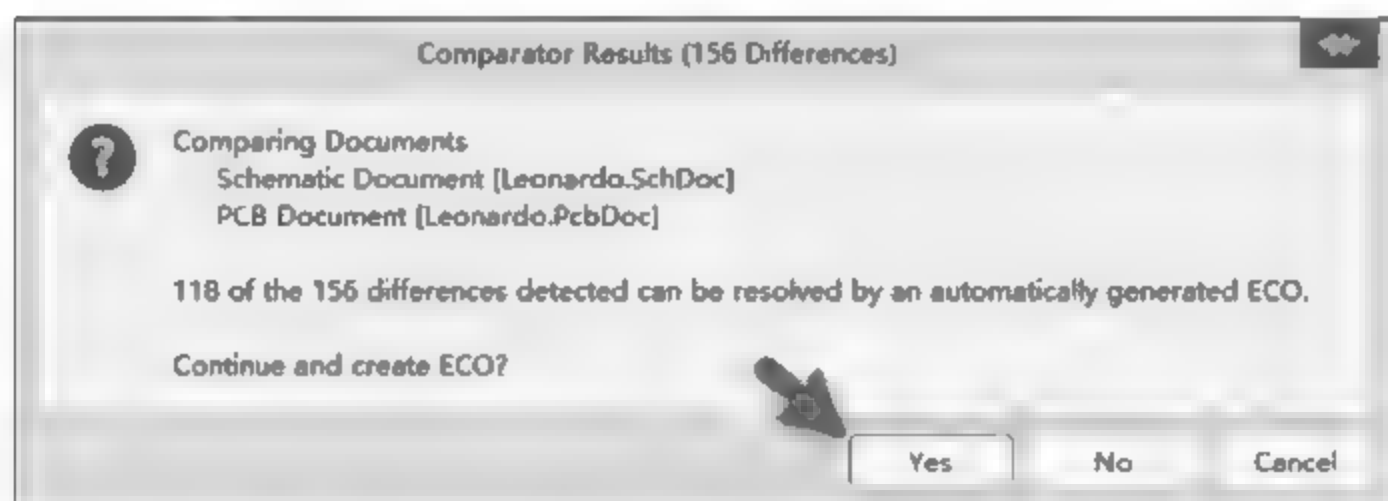 Comparator Results (156 Differences)
Comparing Documents
Schematic Document [Leonardo.SchDoc]
PCB Document [Leonardo.PcbDoc]
118 of the 156 differences detected can be resolved by an automatically generated ECO.
Continue and create ECO?
Yes No Cancel